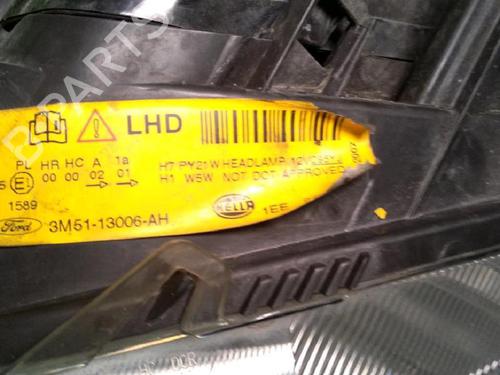 B PARTS
LHD
PL HR HC A 1a H7 PY21W HEADLAMP 12V
E1 00 00 02 01 H1 W5W NOT DOT APPROVED
1589
HELLA 1EE
Ford 3M51-13006-AH